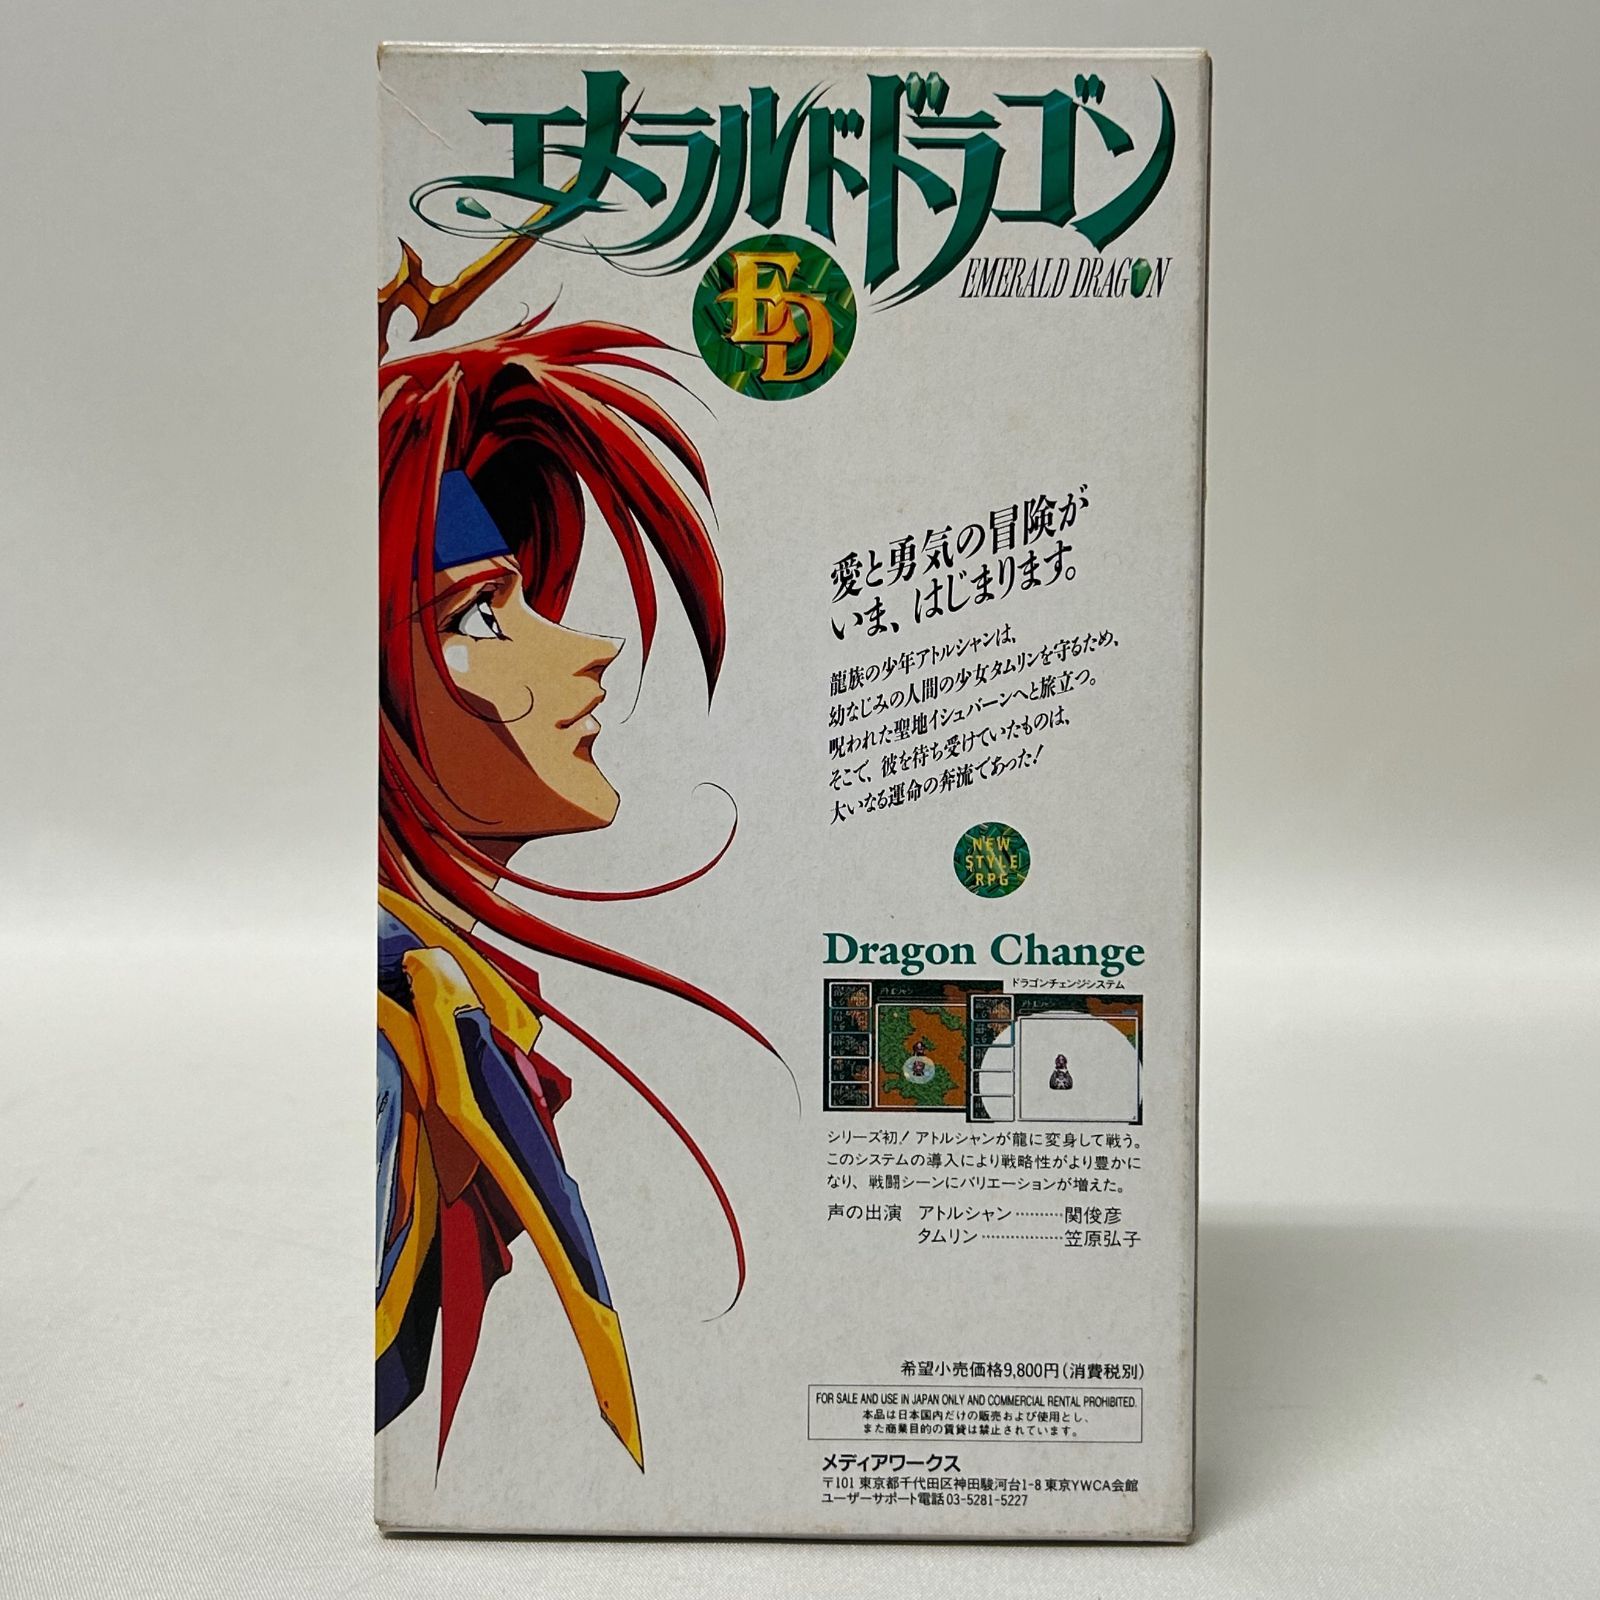 エメラルドドラゴン
EMERALD DRAGON
ED
愛と勇気の冒険が
いま、はじまります。
龍族の少年アトルシャンは、
幼なじみの人間の少女タムリンを守るため、
呪われた聖地イシュバーンへと旅立つ。
そこで、彼を待ち受けていたものは、
大いなる運命の奔流であった!
NEW
STYLE
RPG
Dragon Change
ドラゴンチェンジシステム
アトルシャン
アトルシャン
シリーズ初!アトルシャンが龍に変身して戦う。
このシステムの導入により戦略性がより豊かに
なり、戦闘シーンにバリエーションが増えた。
声の出演 アトルシャン………関俊彦
タムリン……………笠原弘子
希望小売価格9,800円(消費税別)
FOR SALE AND USE IN JAPAN ONLY AND COMMERCIAL RENTAL PROHIBITED.
本品は日本国内だけの販売および使用とし、
また商業目的の賃貸は禁止されています。
メディアワークス
〒101 東京都千代田区神田駿河台1-8 東京YWCA会館
ユーザーサポート電話03-5281-5227